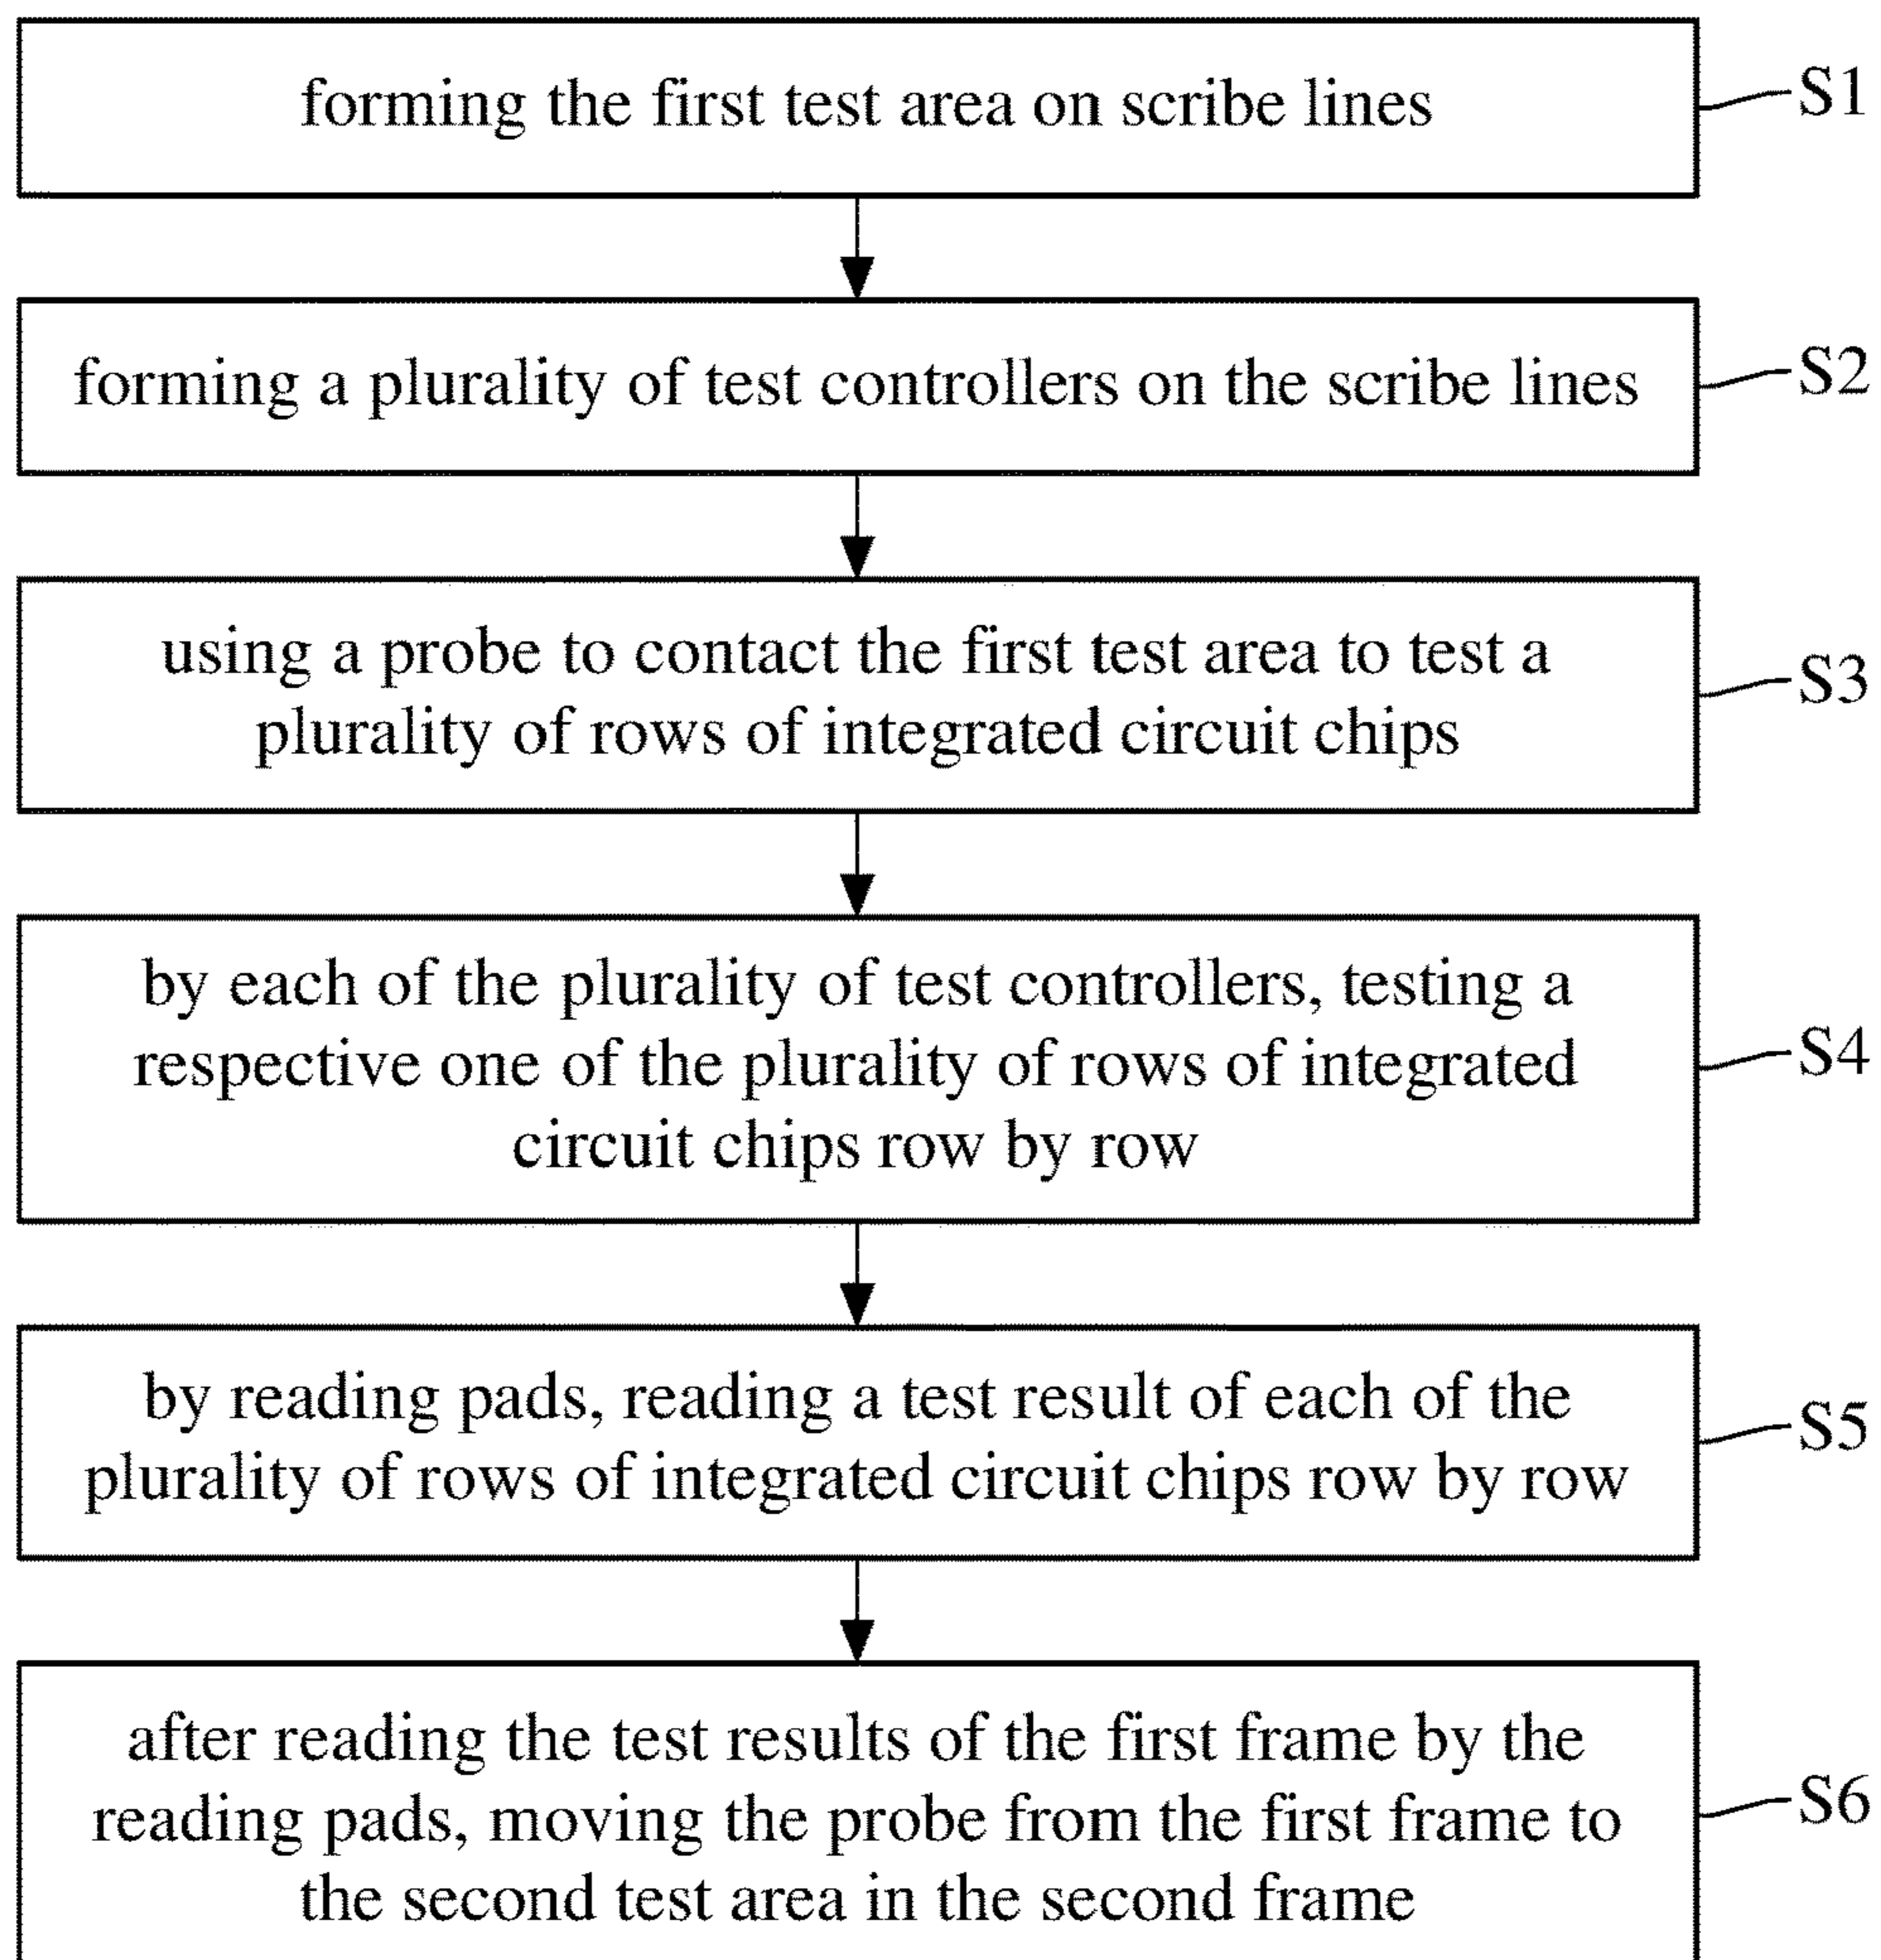 forming the first test area on scribe lines
S1
forming a plurality of test controllers on the scribe lines
S2
using a probe to contact the first test area to test a
plurality of rows of integrated circuit chips
S3
by each of the plurality of test controllers, testing a
respective one of the plurality of rows of integrated
circuit chips row by row
S4
by reading pads, reading a test result of each of the
plurality of rows of integrated circuit chips row by row
S5
after reading the test results of the first frame by the
reading pads, moving the probe from the first frame to
the second test area in the second frame
S6